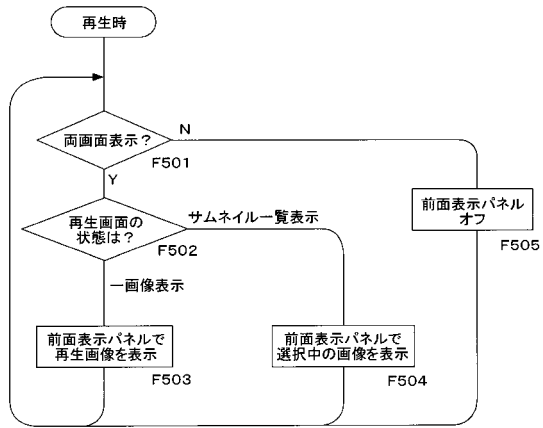 再生時
両画面表示？
N
F501
Y
再生画面の
状態は？
サムネイル一覧表示
F502
前面表示パネル
オフ
F505
一画像表示
前面表示パネルで
再生画像を表示
F503
前面表示パネルで
選択中の画像を表示
F504